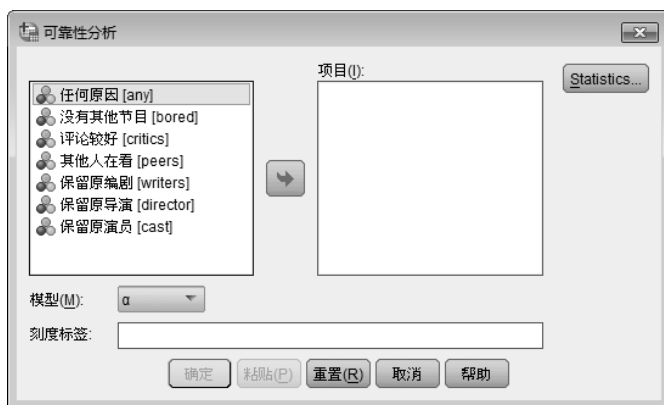 可靠性分析
项目(I):
Statistics...
任何原因 [any]
没有其他节目 [bored]
评论较好 [critics]
其他人在看 [peers]
保留原编剧 [writers]
保留原导演 [director]
保留原演员 [cast]
模型(M):
α
刻度标签:
确定
粘贴(P)
重置(R)
取消
帮助